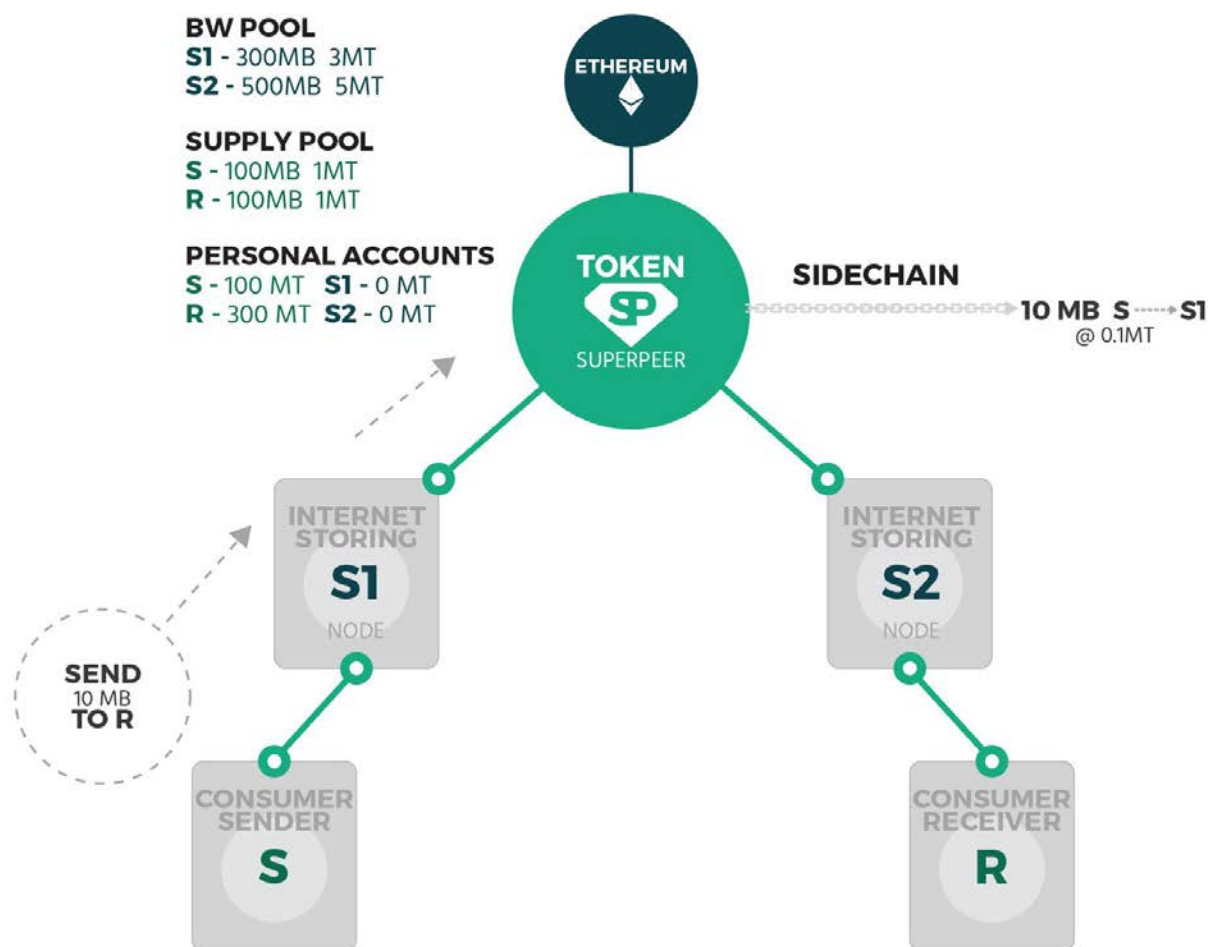 BW POOL
S1 - 300MB 3MT
S2 - 500MB 5MT
SUPPLY POOL
S - 100MB 1MT
R - 100MB 1MT
PERSONAL ACCOUNTS
S - 100 MT S1 - 0 MT
R - 300 MT S2 - 0 MT
ETHEREUM
TOKEN
SP
SUPERPEER
SIDECHAIN
10 MB S S1
@ 0.1MT
INTERNET
STORING
S1
NODE
INTERNET
STORING
S2
NODE
SEND
10 MB
TO R
CONSUMER
SENDER
S
CONSUMER
RECEIVER
R